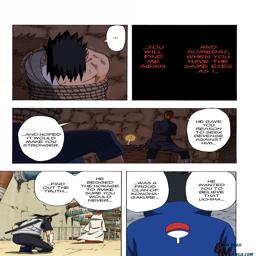 AND
SOMEDAY,
WHEN YOU
HAVE THE
SAME EYES
AS I...
...YOU
WILL
FIND ME
AGAIN.
...
HE GAVE
YOU
REASON TO
SEEK
REVENGE
AGAINST
HIM...
...AND
HOPED IT
WOULD
MAKE YOU
STRONGER.
HE
WANTED
YOU TO
BELIEVE
UCHIHA...
...WAS A
PROUD
CLAN OF
KONOHA-
GAKURE.
HE
BEGGED THE
HOKAGE TO
MAKE SURE
YOU WOULD
NEVER...
...FIND
OUT THE
TRUTH.